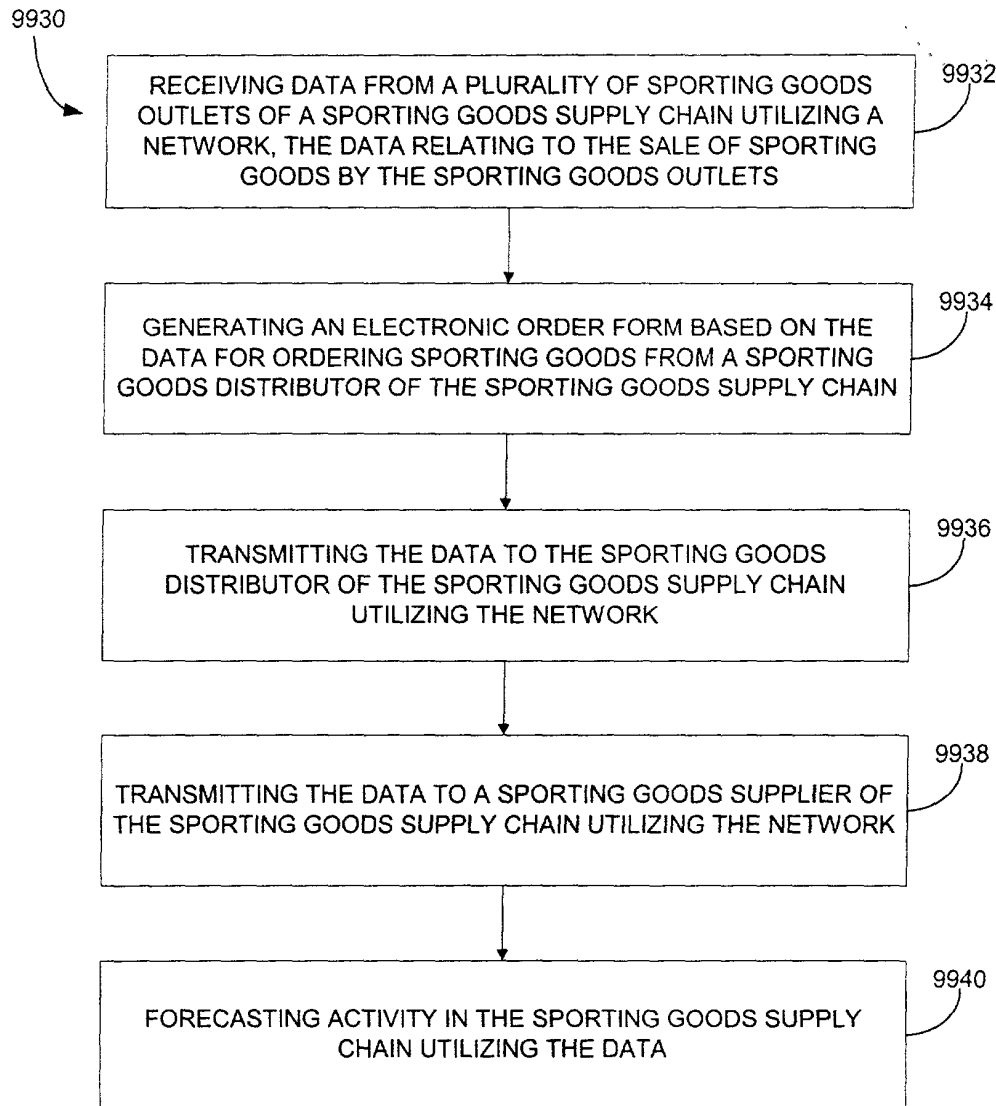 9930
RECEIVING DATA FROM A PLURALITY OF SPORTING GOODS
OUTLETS OF A SPORTING GOODS SUPPLY CHAIN UTILIZING A
NETWORK, THE DATA RELATING TO THE SALE OF SPORTING
GOODS BY THE SPORTING GOODS OUTLETS
9932
GENERATING AN ELECTRONIC ORDER FORM BASED ON THE
DATA FOR ORDERING SPORTING GOODS FROM A SPORTING
GOODS DISTRIBUTOR OF THE SPORTING GOODS SUPPLY CHAIN
9934
TRANSMITTING THE DATA TO THE SPORTING GOODS
DISTRIBUTOR OF THE SPORTING GOODS SUPPLY CHAIN
UTILIZING THE NETWORK
9936
TRANSMITTING THE DATA TO A SPORTING GOODS SUPPLIER OF
THE SPORTING GOODS SUPPLY CHAIN UTILIZING THE NETWORK
9938
FORECASTING ACTIVITY IN THE SPORTING GOODS SUPPLY
CHAIN UTILIZING THE DATA
9940